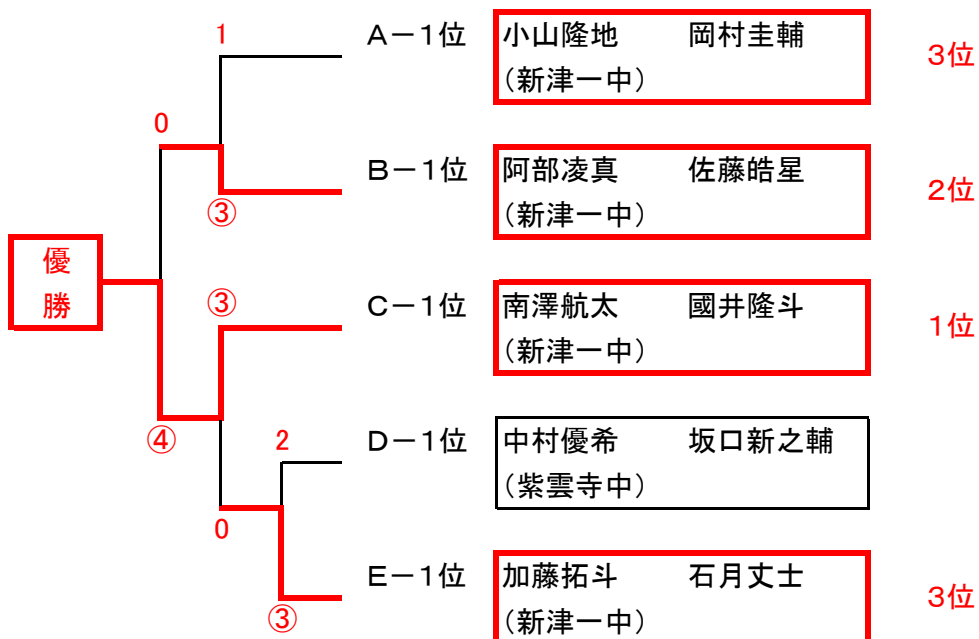 1
A－1位
小山隆地 岡村圭輔
（新津一中）
3位
0
B－1位
阿部凌真 佐藤皓星
（新津一中）
2位
③
優
勝
③
C－1位
南澤航太 國井隆斗
（新津一中）
1位
④
2
D－1位
中村優希 坂口新之輔
（紫雲寺中）
0
E－1位
加藤拓斗 石月丈士
（新津一中）
3位
③